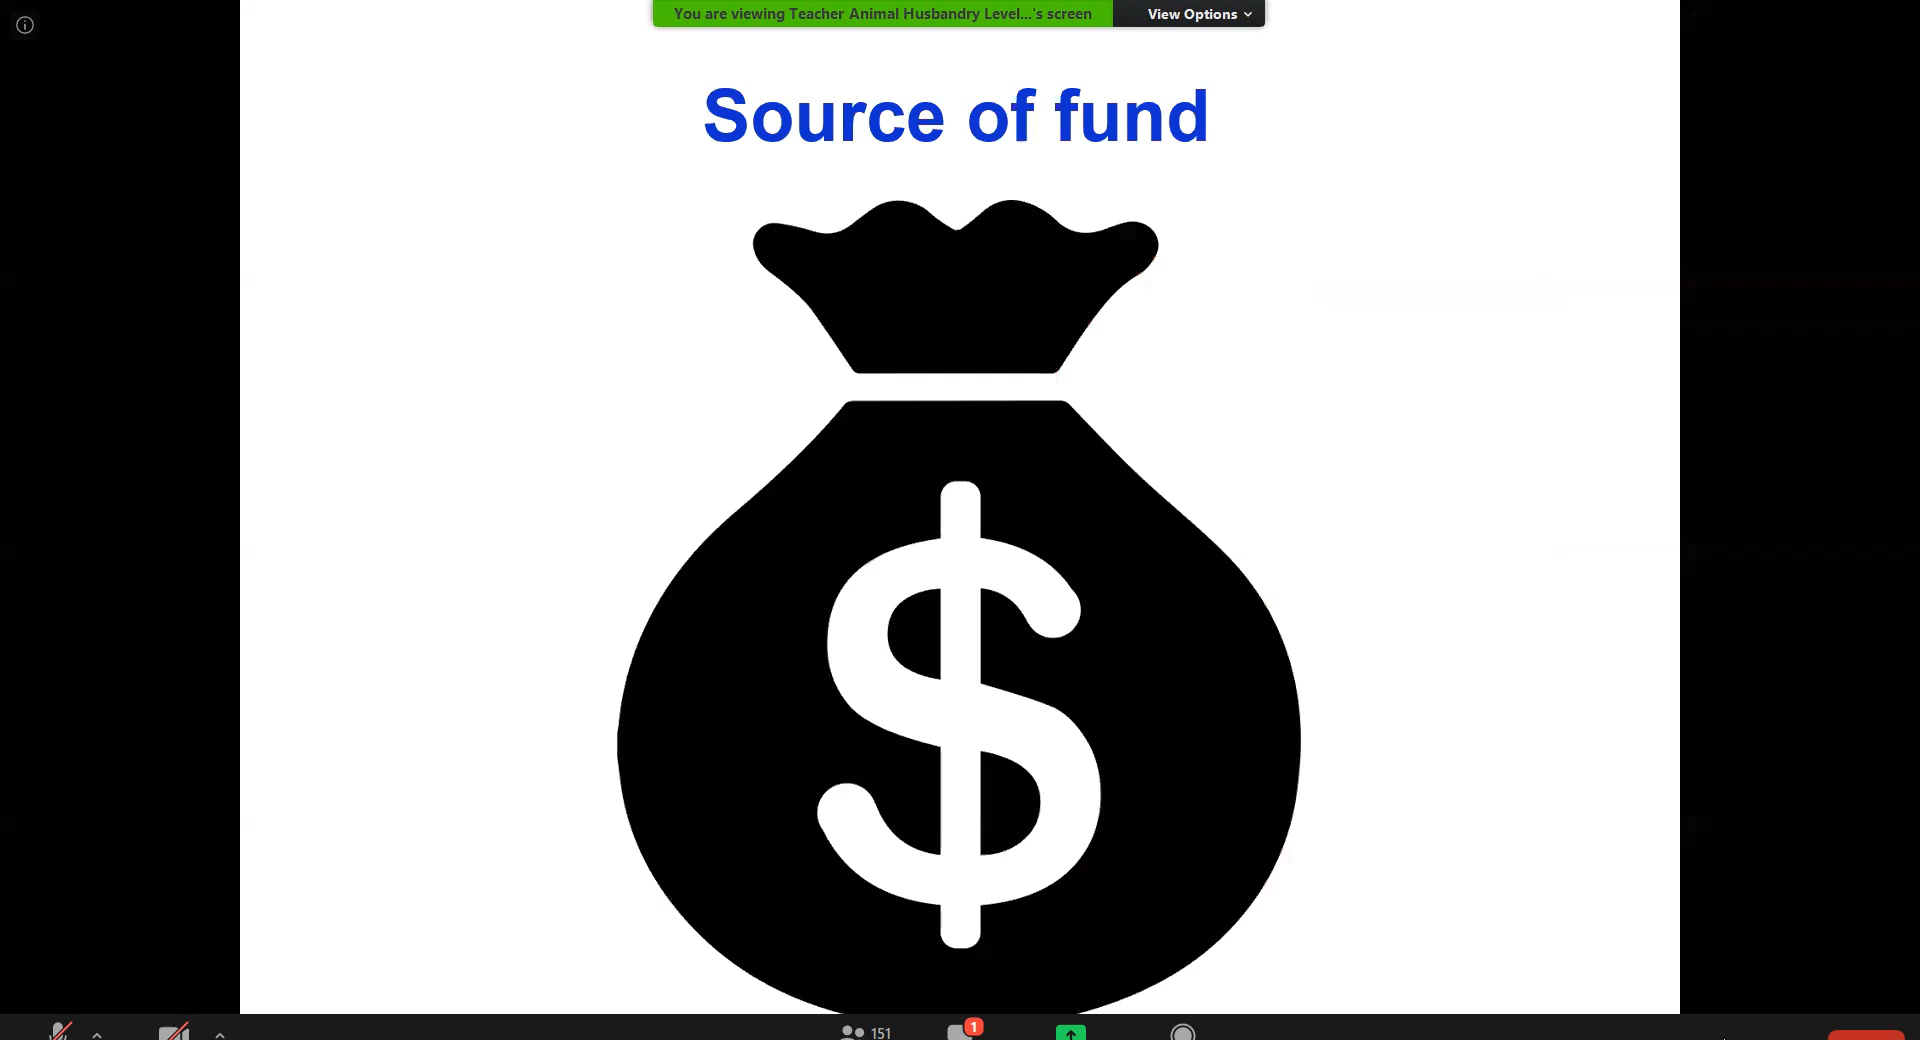 You are viewing Teacher Animal Husbandry Level...'s screen
View Options
Source of fund
$
151
1